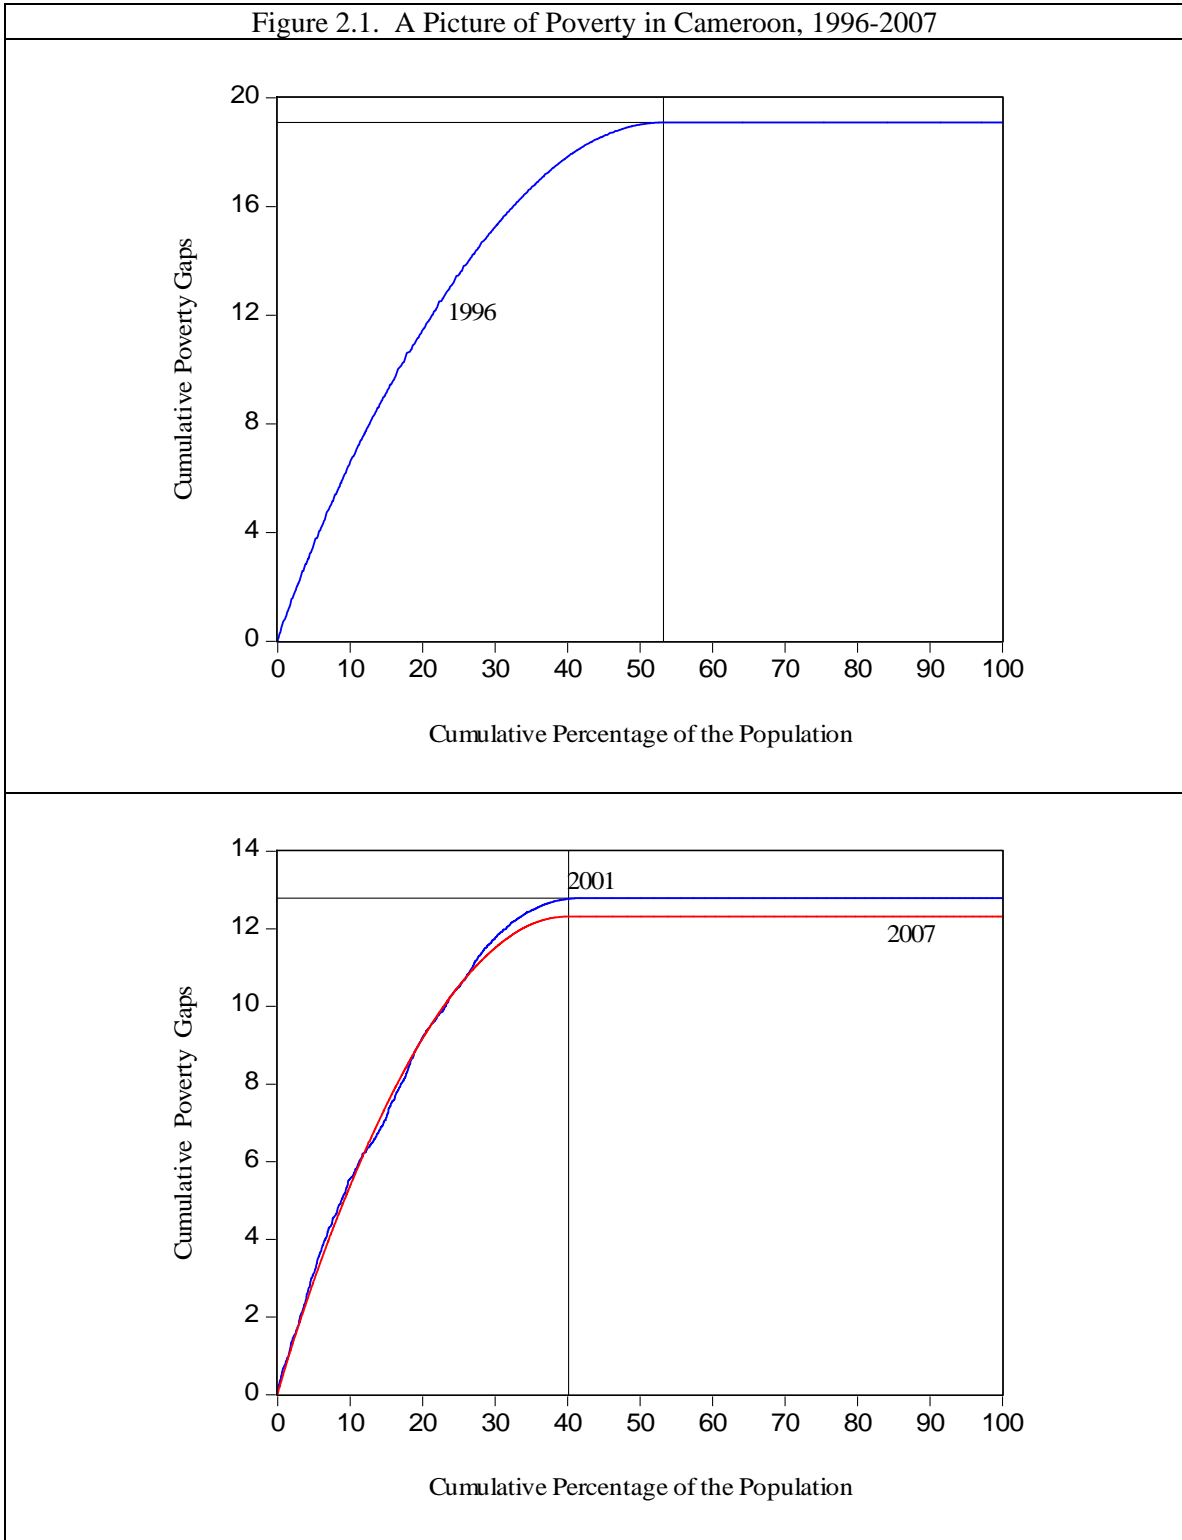 Figure 2.1. A Picture of Poverty in Cameroon, 1996-2007
20
16
12
8
4
0
Cumulative Poverty Gaps
1996
0 10 20 30 40 50 60 70 80 90 100
Cumulative Percentage of the Population
14
12
10
8
6
4
2
0
Cumulative Poverty Gaps
2001
2007
0 10 20 30 40 50 60 70 80 90 100
Cumulative Percentage of the Population